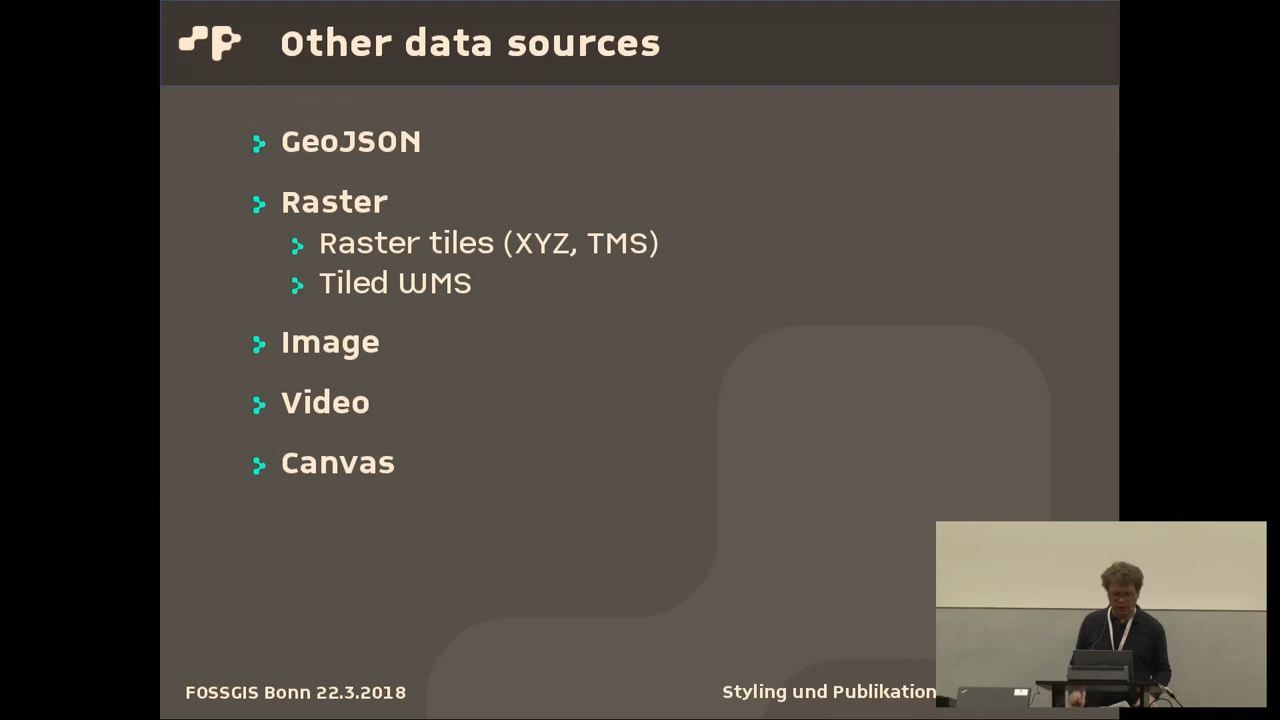 Other data sources
GeoJSON
Raster
Raster tiles (XYZ, TMS)
Tiled WMS
Image
Video
Canvas
FOSSGIS Bonn 22.3.2018
Styling und Publikation